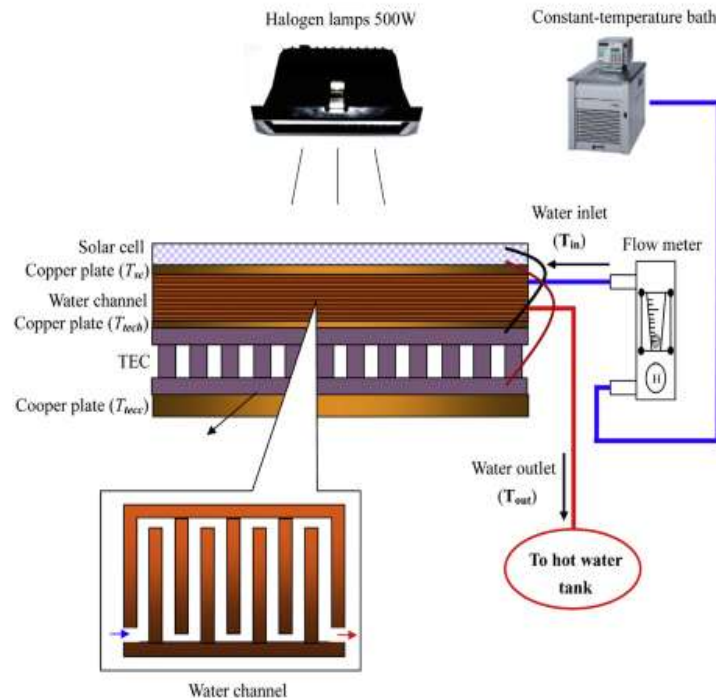 Halogen lamps 500W
Constant-temperature bath
Water inlet
(Tin)
Flow meter
Solar cell
Copper plate (Tsc)
Water channel
Copper plate (Ttech)
TEC
Cooper plate (Ttecc)
Water outlet
(Tout)
To hot water
tank
Water channel